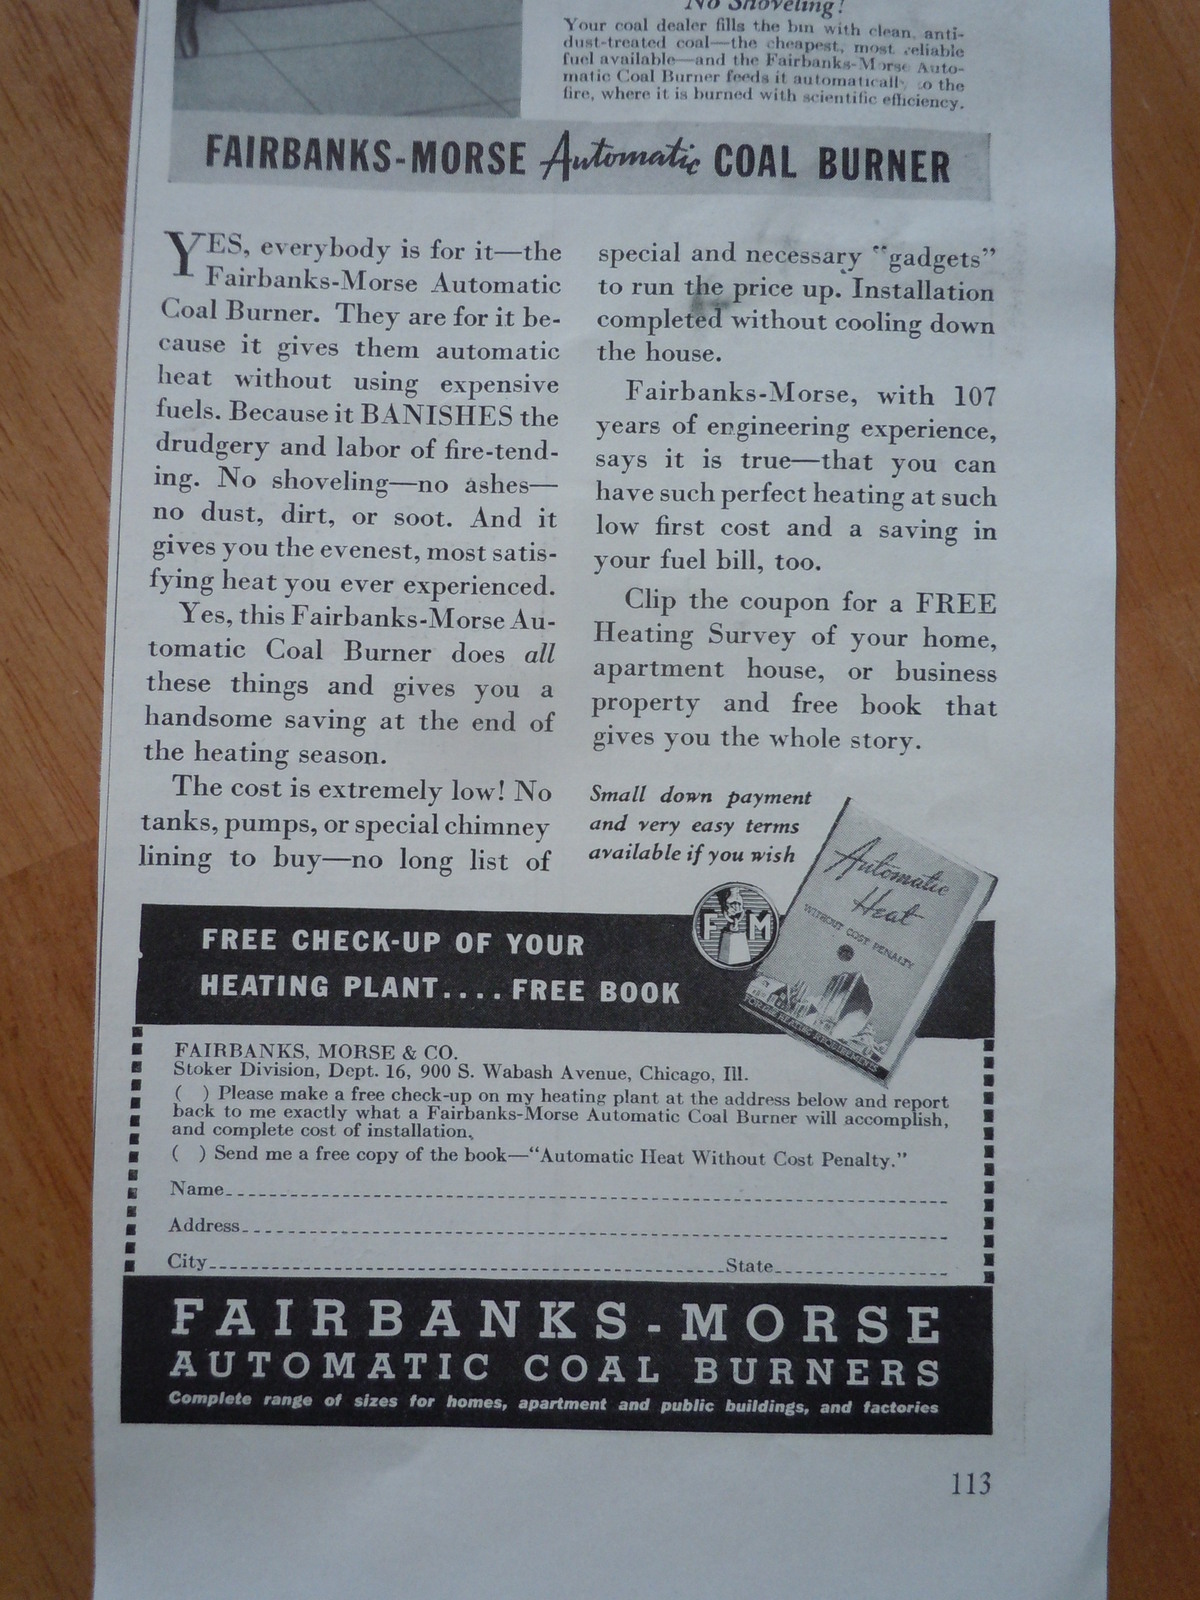 No Shoveling!
Your coal dealer fills the bin with clean, anti-
dust-treated coal—the cheapest, most reliable
fuel available—and the Fairbanks-Morse Auto-
matic Coal Burner feeds it automatically to the
fire, where it is burned with scientific efficiency.
FAIRBANKS-MORSE Automatic COAL BURNER
YES, everybody is for it—the
Fairbanks-Morse Automatic
Coal Burner. They are for it be-
cause it gives them automatic
heat without using expensive
fuels. Because it BANISHES the
drudgery and labor of fire-tend-
ing. No shoveling—no ashes—
no dust, dirt, or soot. And it
gives you the evenest, most satis-
fying heat you ever experienced.
Yes, this Fairbanks-Morse Au-
tomatic Coal Burner does all
these things and gives you a
handsome saving at the end of
the heating season.
The cost is extremely low! No
tanks, pumps, or special chimney
lining to buy—no long list of
special and necessary "gadgets"
to run the price up. Installation
completed without cooling down
the house.
Fairbanks-Morse, with 107
years of engineering experience,
says it is true—that you can
have such perfect heating at such
low first cost and a saving in
your fuel bill, too.
Clip the coupon for a FREE
Heating Survey of your home,
apartment house, or business
property and free book that
gives you the whole story.
Small down payment
and very easy terms
available if you wish
Automatic
Heat
WITHOUT COST PENALTY
FOR ALL HEATING REQUIREMENTS
F M
FREE CHECK-UP OF YOUR
HEATING PLANT.... FREE BOOK
FAIRBANKS, MORSE & CO.
Stoker Division, Dept. 16, 900 S. Wabash Avenue, Chicago, Ill.
( ) Please make a free check-up on my heating plant at the address below and report
back to me exactly what a Fairbanks-Morse Automatic Coal Burner will accomplish,
and complete cost of installation.
( ) Send me a free copy of the book—"Automatic Heat Without Cost Penalty."
Name
Address
City State
FAIRBANKS-MORSE
AUTOMATIC COAL BURNERS
Complete range of sizes for homes, apartment and public buildings, and factories
113